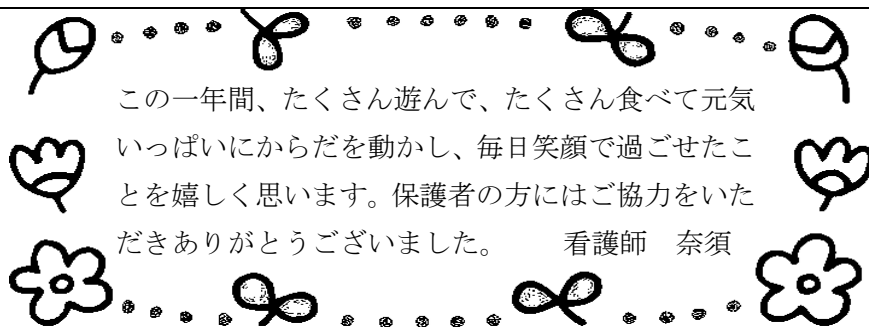 この一年間、たくさん遊んで、たくさん食べて元気
いっぱいにからだを動かし、毎日笑顔で過ごせたこ
とを嬉しく思います。保護者の方にはご協力をいた
だきありがとうございました。　　看護師　奈須